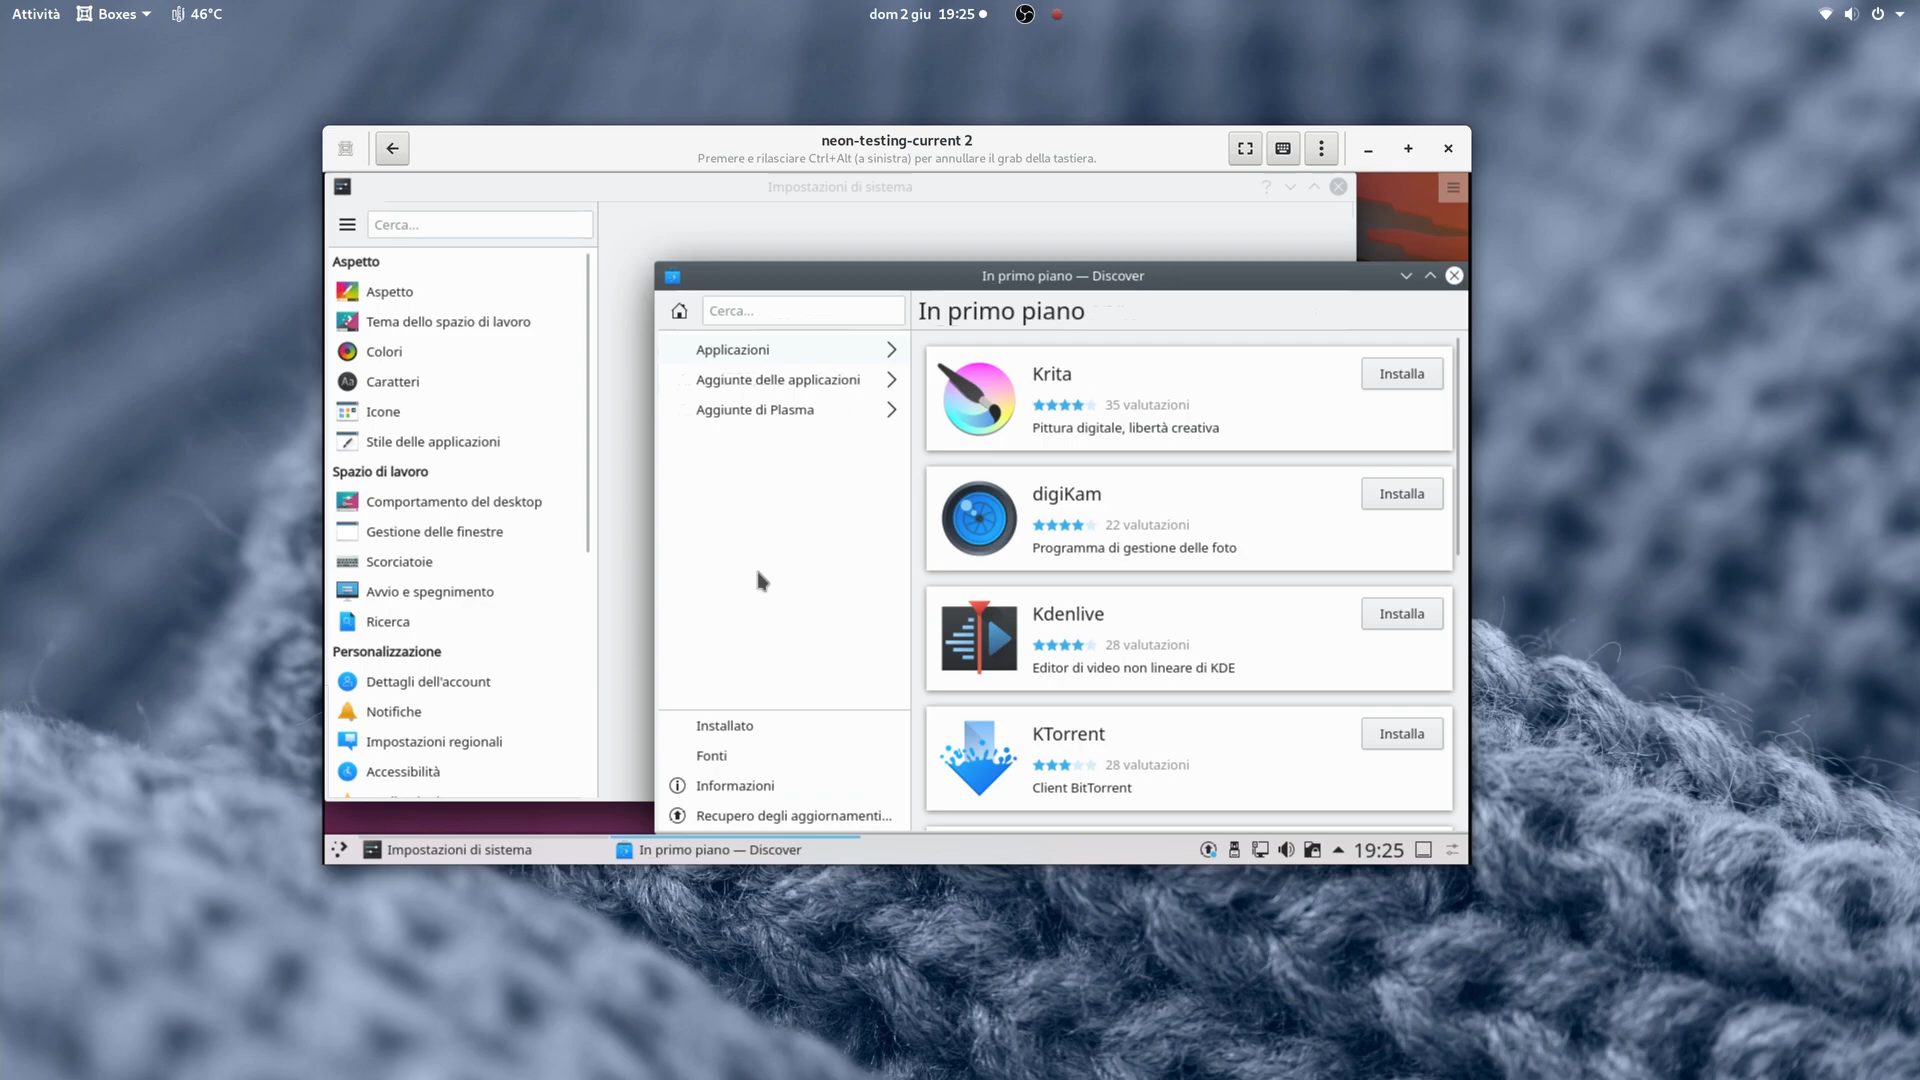 Attività
Boxes
46°C
dom 2 giu 19:25
neon-testing-current 2
Premere e rilasciare Ctrl+Alt (a sinistra) per annullare il grab della tastiera.
Impostazioni di sistema
Cerca...
Aspetto
Aspetto
Tema dello spazio di lavoro
Colori
Caratteri
Icone
Stile delle applicazioni
Spazio di lavoro
Comportamento del desktop
Gestione delle finestre
Scorciatoie
Avvio e spegnimento
Ricerca
Personalizzazione
Dettagli dell'account
Notifiche
Impostazioni regionali
Accessibilità
In primo piano — Discover
Cerca...
Applicazioni
Aggiunte delle applicazioni
Aggiunte di Plasma
Installato
Fonti
Informazioni
Recupero degli aggiornamenti...
In primo piano
Krita
Installa
35 valutazioni
Pittura digitale, libertà creativa
digiKam
Installa
22 valutazioni
Programma di gestione delle foto
Kdenlive
Installa
28 valutazioni
Editor di video non lineare di KDE
KTorrent
Installa
28 valutazioni
Client BitTorrent
Impostazioni di sistema
In primo piano — Discover
19:25